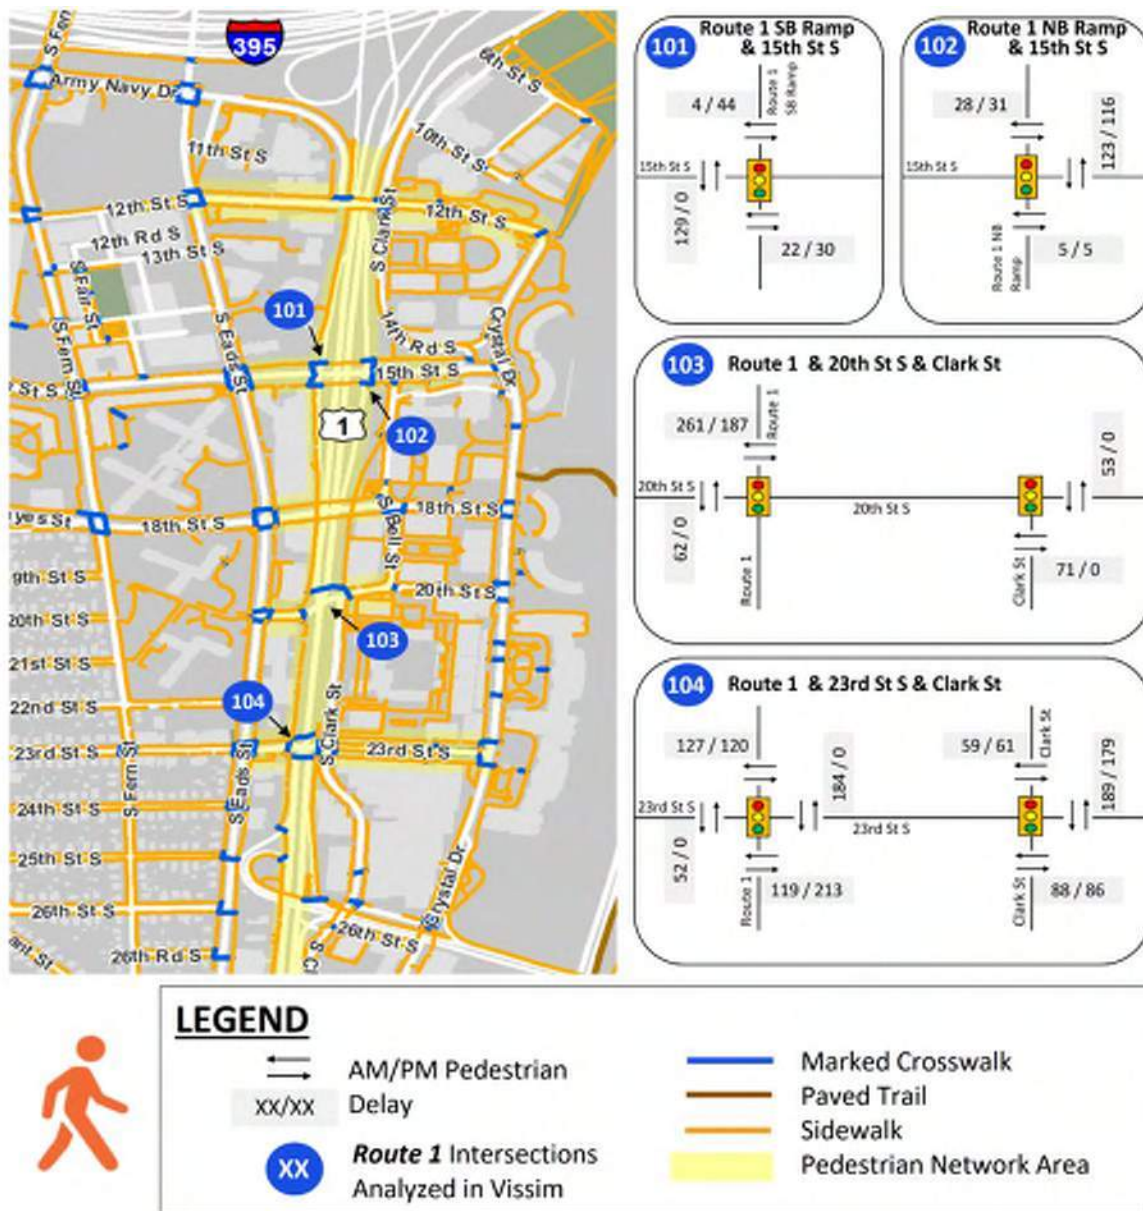 395
S Fern
Army Navy Dr
6th St S
10th St S
11th St S
12th St S
12th St S
12th Rd S
13th St S
S Clark St
S Fair St
S Fern St
S Eads St
101
14th Rd S
Crystal Dr
15th St S
St S
1
102
yes St
18th St S
18th St S
S Bell St
9th St S
20th St S
20th St S
103
21st St S
22nd St S
104
S Clark St
23rd St S
23rd St S
S Fern St
S Eads St
24th St S
25th St S
Crystal Dr.
26th St S
26th St S
26th Rd S
ant St
101
Route 1 SB Ramp
& 15th St S
4 / 44
Route 1
SB Ramp
15th St S
129 / 0
22 / 30
102
Route 1 NB Ramp
& 15th St S
28 / 31
123 / 116
15th St S
Route 1 NB
Ramp
5 / 5
103
Route 1 & 20th St S & Clark St
261 / 187
Route 1
53 / 0
20th St S
20th St S
62 / 0
Route 1
Clark St
71 / 0
104
Route 1 & 23rd St S & Clark St
127 / 120
184 / 0
59 / 61
Clark St
189 / 179
23rd St S
23rd St S
52 / 0
Route 1
119 / 213
Clark St
88 / 86
LEGEND
AM/PM Pedestrian
XX/XX Delay
XX
Route 1 Intersections
Analyzed in Vissim
Marked Crosswalk
Paved Trail
Sidewalk
Pedestrian Network Area